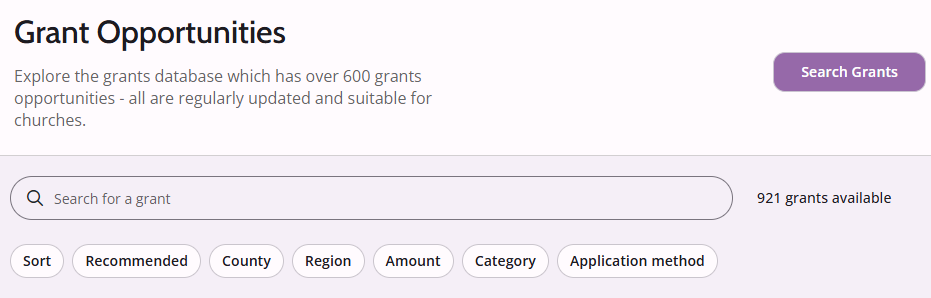 Grant Opportunities
Explore the grants database which has over 600 grants
opportunities - all are regularly updated and suitable for
churches.
Search Grants
Search for a grant
921 grants available
Sort
Recommended
County
Region
Amount
Category
Application method